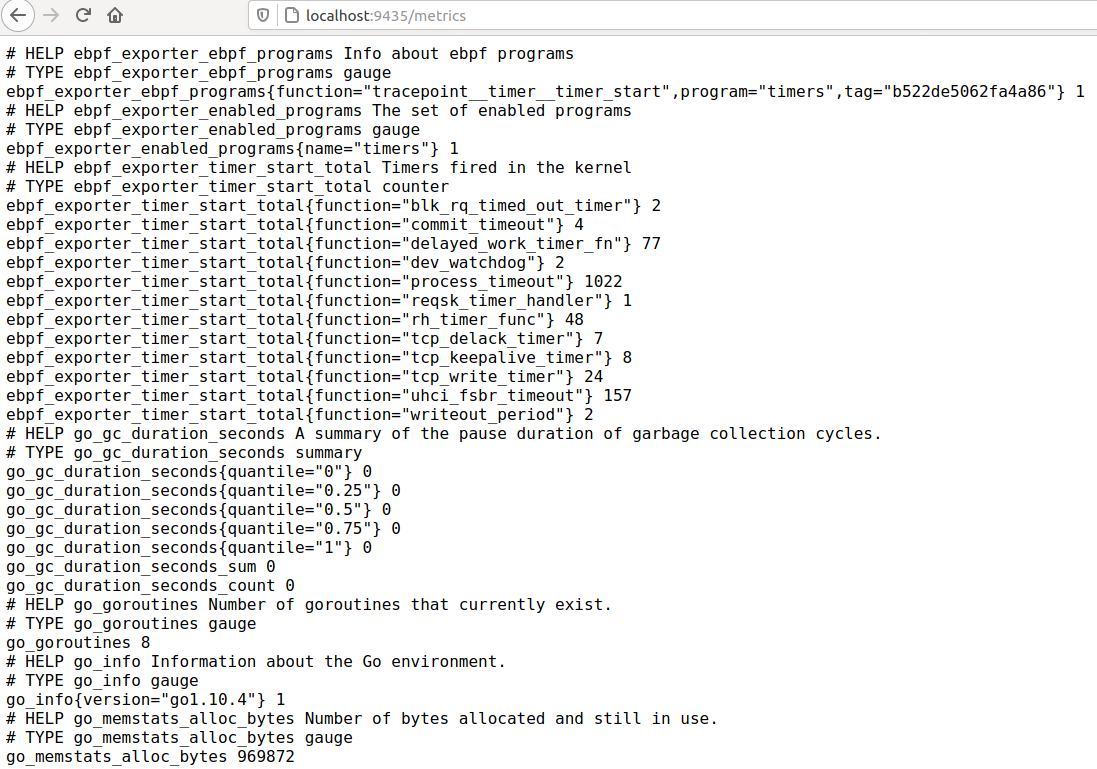 localhost:9435/metrics
# HELP ebpf_exporter_ebpf_programs Info about ebpf programs
# TYPE ebpf_exporter_ebpf_programs gauge
ebpf_exporter_ebpf_programs{function="tracepoint__timer__timer_start",program="timers",tag="b522de5062fa4a86"} 1
# HELP ebpf_exporter_enabled_programs The set of enabled programs
# TYPE ebpf_exporter_enabled_programs gauge
ebpf_exporter_enabled_programs{name="timers"} 1
# HELP ebpf_exporter_timer_start_total Timers fired in the kernel
# TYPE ebpf_exporter_timer_start_total counter
ebpf_exporter_timer_start_total{function="blk_rq_timed_out_timer"} 2
ebpf_exporter_timer_start_total{function="commit_timeout"} 4
ebpf_exporter_timer_start_total{function="delayed_work_timer_fn"} 77
ebpf_exporter_timer_start_total{function="dev_watchdog"} 2
ebpf_exporter_timer_start_total{function="process_timeout"} 1022
ebpf_exporter_timer_start_total{function="reqsk_timer_handler"} 1
ebpf_exporter_timer_start_total{function="rh_timer_func"} 48
ebpf_exporter_timer_start_total{function="tcp_delack_timer"} 7
ebpf_exporter_timer_start_total{function="tcp_keepalive_timer"} 8
ebpf_exporter_timer_start_total{function="tcp_write_timer"} 24
ebpf_exporter_timer_start_total{function="uhci_fsbr_timeout"} 157
ebpf_exporter_timer_start_total{function="writeout_period"} 2
# HELP go_gc_duration_seconds A summary of the pause duration of garbage collection cycles.
# TYPE go_gc_duration_seconds summary
go_gc_duration_seconds{quantile="0"} 0
go_gc_duration_seconds{quantile="0.25"} 0
go_gc_duration_seconds{quantile="0.5"} 0
go_gc_duration_seconds{quantile="0.75"} 0
go_gc_duration_seconds{quantile="1"} 0
go_gc_duration_seconds_sum 0
go_gc_duration_seconds_count 0
# HELP go_goroutines Number of goroutines that currently exist.
# TYPE go_goroutines gauge
go_goroutines 8
# HELP go_info Information about the Go environment.
# TYPE go_info gauge
go_info{version="go1.10.4"} 1
# HELP go_memstats_alloc_bytes Number of bytes allocated and still in use.
# TYPE go_memstats_alloc_bytes gauge
go_memstats_alloc_bytes 969872